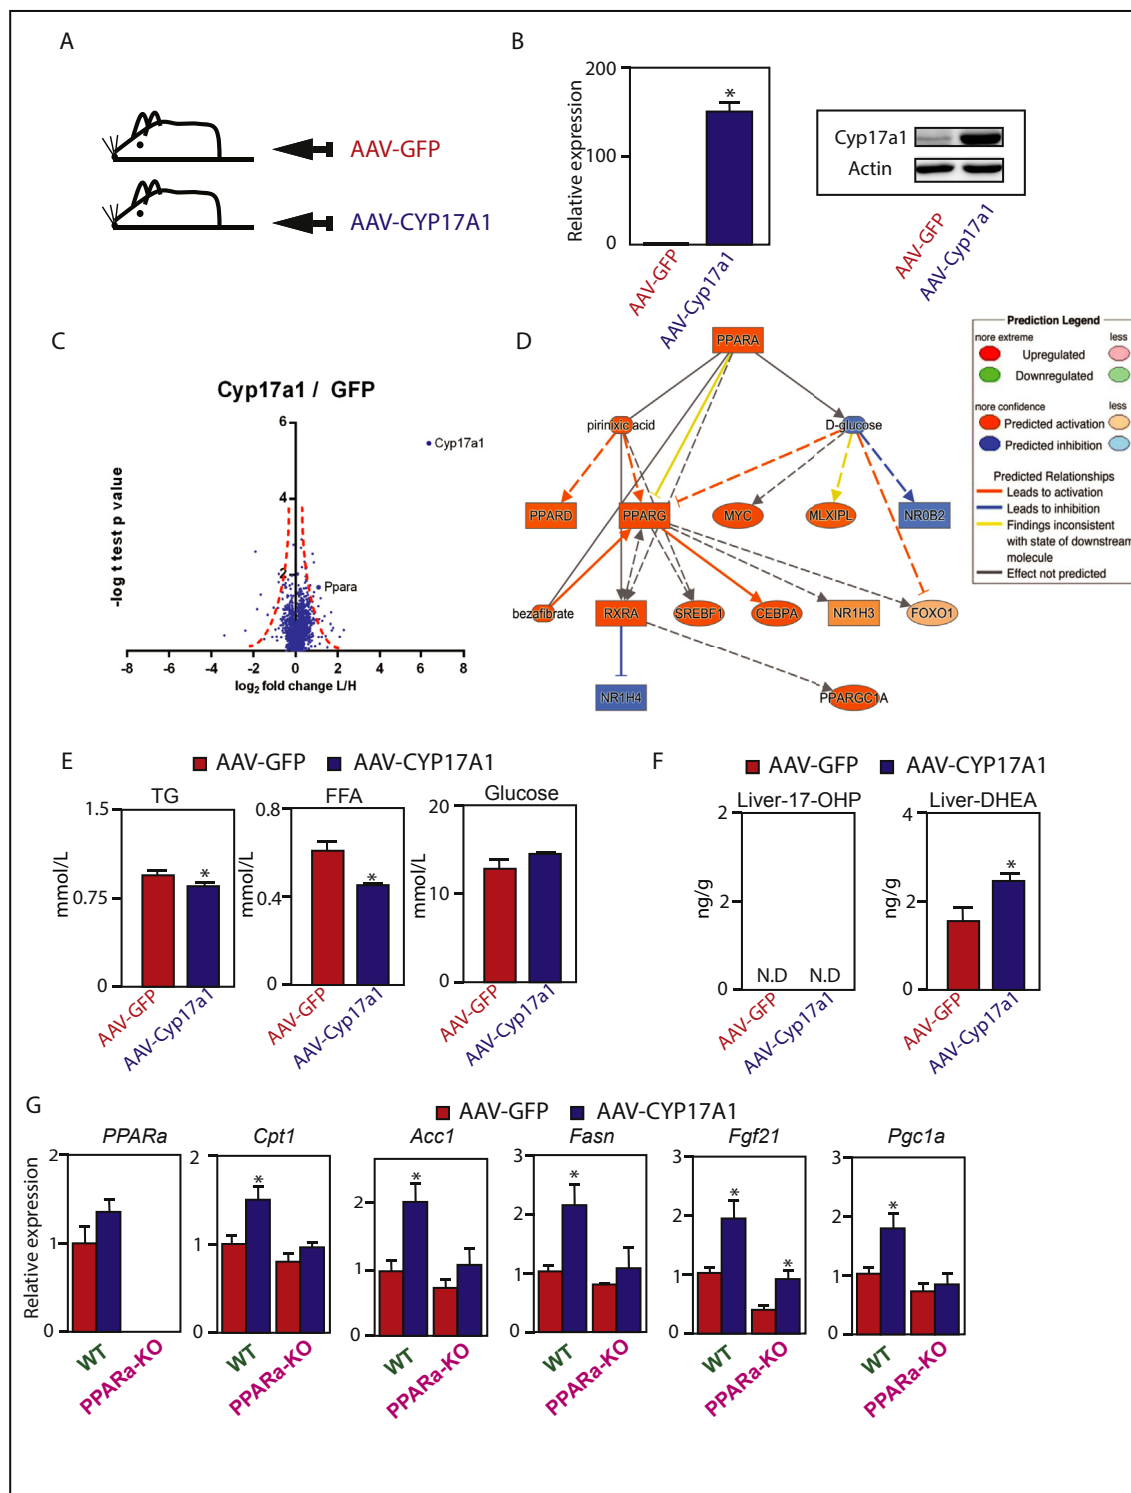 A
AAV-GFP
AAV-CYP17A1
B
Relative expression
200
100
0
*
AAV-GFP
AAV-Cyp17a1
Cyp17a1
Actin
AAV-GFP
AAV-Cyp17a1
C
Cyp17a1 / GFP
-log t test p value
6
4
2
0
Cyp17a1
Ppara
-8 -6 -4 -2 0 2 4 6 8
log2 fold change L/H
D
PPARA
pirinixic acid
D-glucose
PPARD
PPARG
MYC
MLXIPL
NR0B2
bezafibrate
RXRA
SREBF1
CEBPA
NR1H3
FOXO1
NR1H4
PPARGC1A
Prediction Legend
nore extreme less
Upregulated
Downregulated
nore confidence less
Predicted activation
Predicted inhibition
Predicted Relationships
Leads to activation
Leads to inhibition
Findings inconsistent
with state of downstream
molecule
Effect not predicted
E
AAV-GFP AAV-CYP17A1
TG
mmol/L
1.5
0.75
0
*
AAV-GFP
AAV-Cyp17a1
FFA
mmol/L
0.8
0.4
0
*
AAV-GFP
AAV-Cyp17a1
Glucose
mmol/L
20
10
0
AAV-GFP
AAV-Cyp17a1
F
AAV-GFP AAV-CYP17A1
Liver-17-OHP
ng/g
2
2
0
N.D N.D
AAV-GFP
AAV-Cyp17a1
Liver-DHEA
ng/g
4
2
0
*
AAV-GFP
AAV-Cyp17a1
G
AAV-GFP AAV-CYP17A1
Relative expression
PPARa
2
1
0
WT
PPARa-KO
Cpt1
2
1
0
*
WT
PPARa-KO
Acc1
2
1
0
*
WT
PPARa-KO
Fasn
3
2
1
0
*
WT
PPARa-KO
Fgf21
3
2
1
0
* *
WT
PPARa-KO
Pgc1a
3
2
1
0
*
WT
PPARa-KO